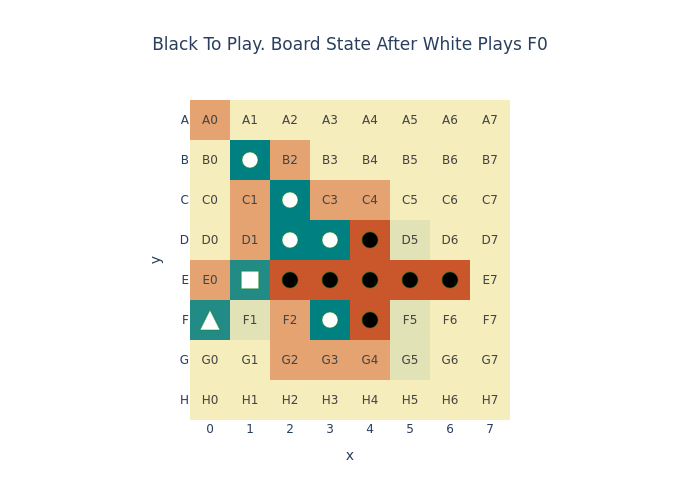 Black To Play. Board State After White Plays F0
A A0 A1 A2 A3 A4 A5 A6 A7
B B0 B2 B3 B4 B5 B6 B7
C C0 C1 C3 C4 C5 C6 C7
D D0 D1 D5 D6 D7
E E0 E7
F F1 F2 F5 F6 F7
G G0 G1 G2 G3 G4 G5 G6 G7
H H0 H1 H2 H3 H4 H5 H6 H7
0 1 2 3 4 5 6 7
x
y